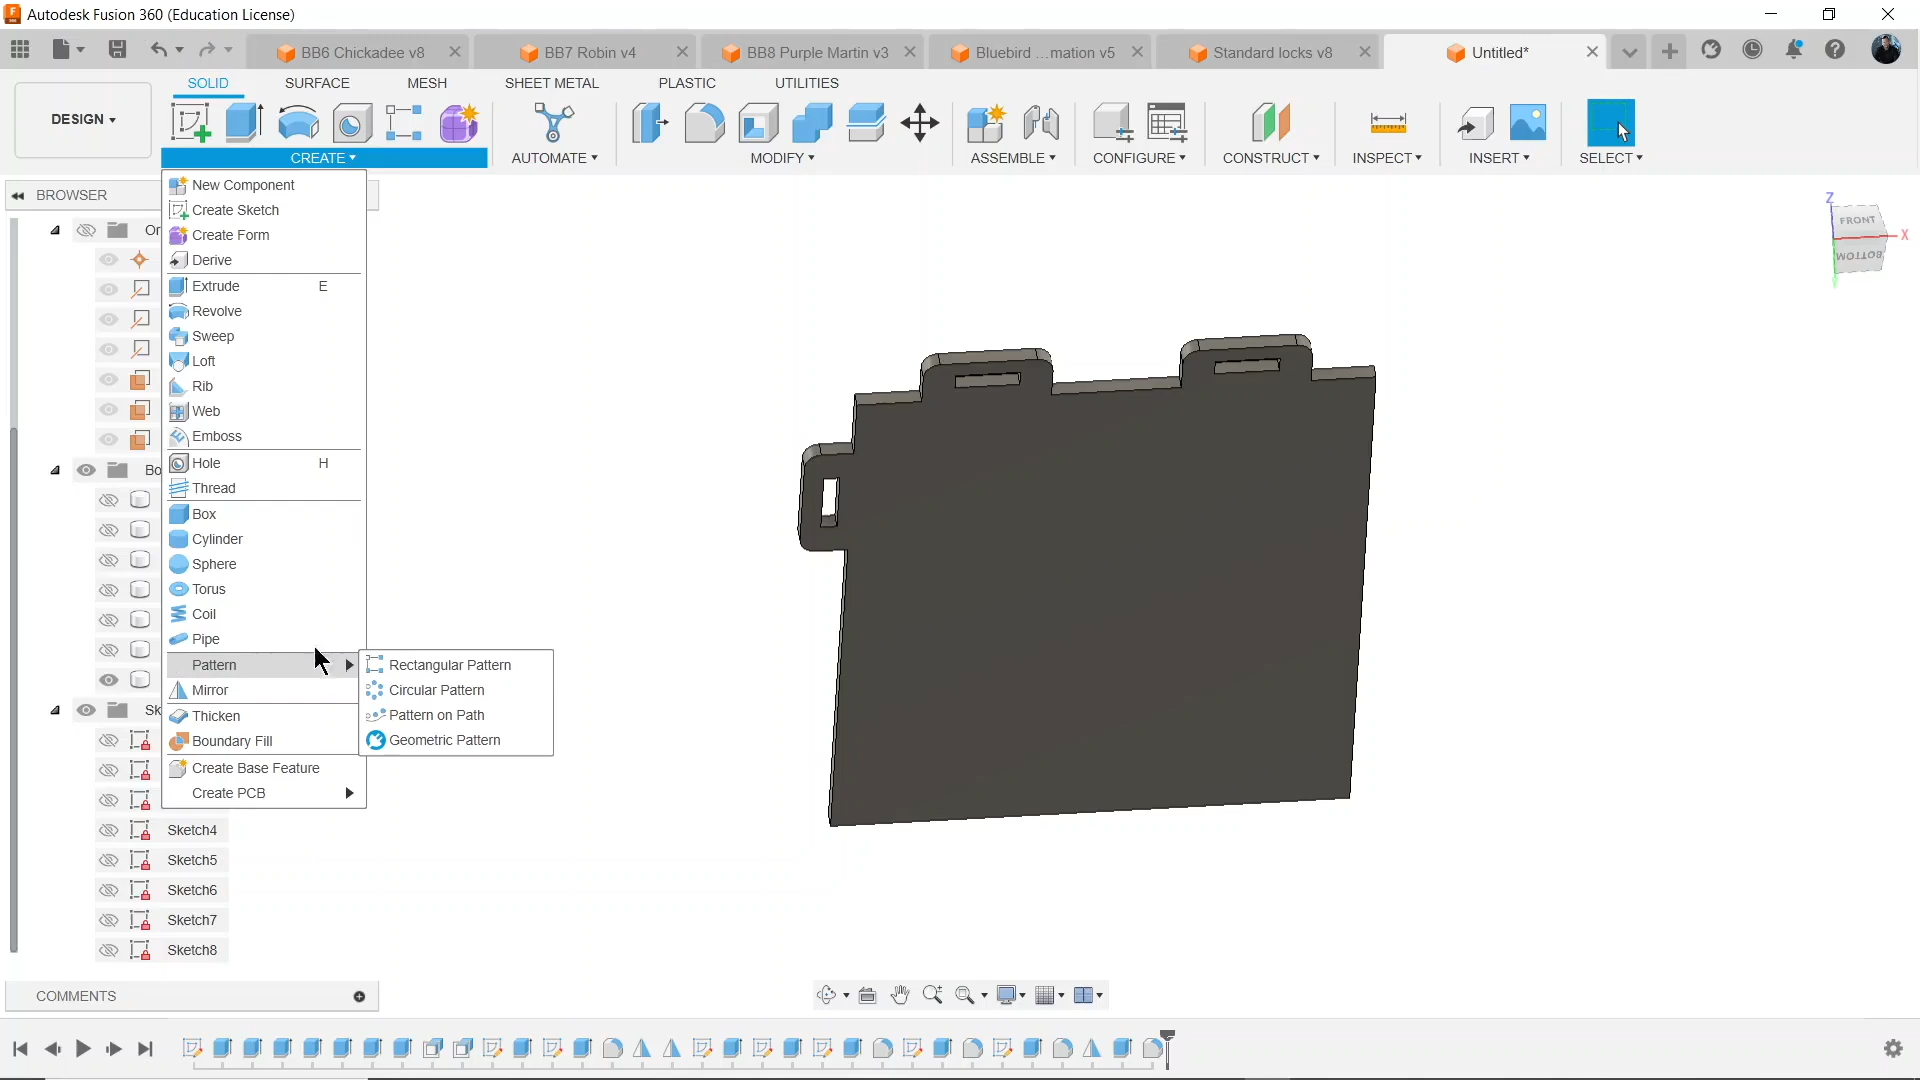 Autodesk Fusion 360 (Education License)
BB6 Chickadee v8
BB7 Robin v4
BB8 Purple Martin v3
Bluebird ...mation v5
Standard locks v8
Untitled*
DESIGN
SOLID
SURFACE
MESH
SHEET METAL
PLASTIC
UTILITIES
CREATE
AUTOMATE
MODIFY
ASSEMBLE
CONFIGURE
CONSTRUCT
INSPECT
INSERT
SELECT
BROWSER
Or
Bo
Sk
Sketch4
Sketch5
Sketch6
Sketch7
Sketch8
New Component
Create Sketch
Create Form
Derive
Extrude E
Revolve
Sweep
Loft
Rib
Web
Emboss
Hole H
Thread
Box
Cylinder
Sphere
Torus
Coil
Pipe
Pattern
Mirror
Thicken
Boundary Fill
Create Base Feature
Create PCB
Rectangular Pattern
Circular Pattern
Pattern on Path
Geometric Pattern
Z
FRONT
X
BOTTOM
COMMENTS